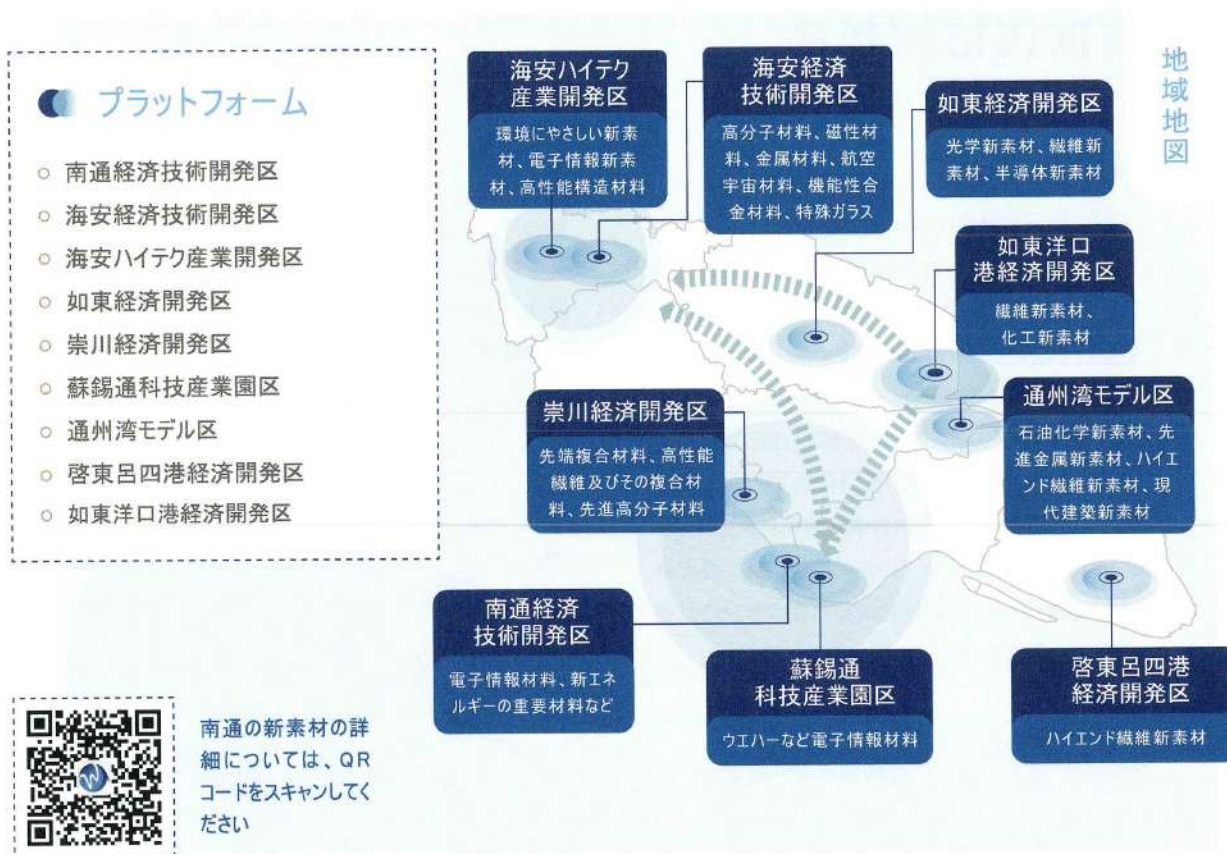 プラットフォーム
南通経済技術開発区
海安経済技術開発区
海安ハイテク産業開発区
如東経済開発区
崇川経済開発区
蘇錫通科技産業園区
通州湾モデル区
啓東呂四港経済開発区
如東洋口港経済開発区
海安ハイテク
産業開発区
環境にやさしい新素
材、電子情報新素
材、高性能構造材料
海安経済
技術開発区
高分子材料、磁性材
料、金属材料、航空
宇宙材料、機能性合
金材料、特殊ガラス
如東経済開発区
光学新素材、繊維新
素材、半導体新素材
地域地図
如東洋口
港経済開発区
繊維新素材、
化工新素材
崇川経済開発区
先端複合材料、高性能
繊維及びその複合材
料、先進高分子材料
通州湾モデル区
石油化学新素材、先
進金属新素材、ハイエ
ンド繊維新素材、現
代建築新素材
南通経済
技術開発区
電子情報材料、新エネ
ルギーの重要材料など
蘇錫通
科技産業園区
ウエハーなど電子情報材料
啓東呂四港
経済開発区
ハイエンド繊維新素材
南通の新素材の詳
細については、QR
コードをスキャンしてく
ださい